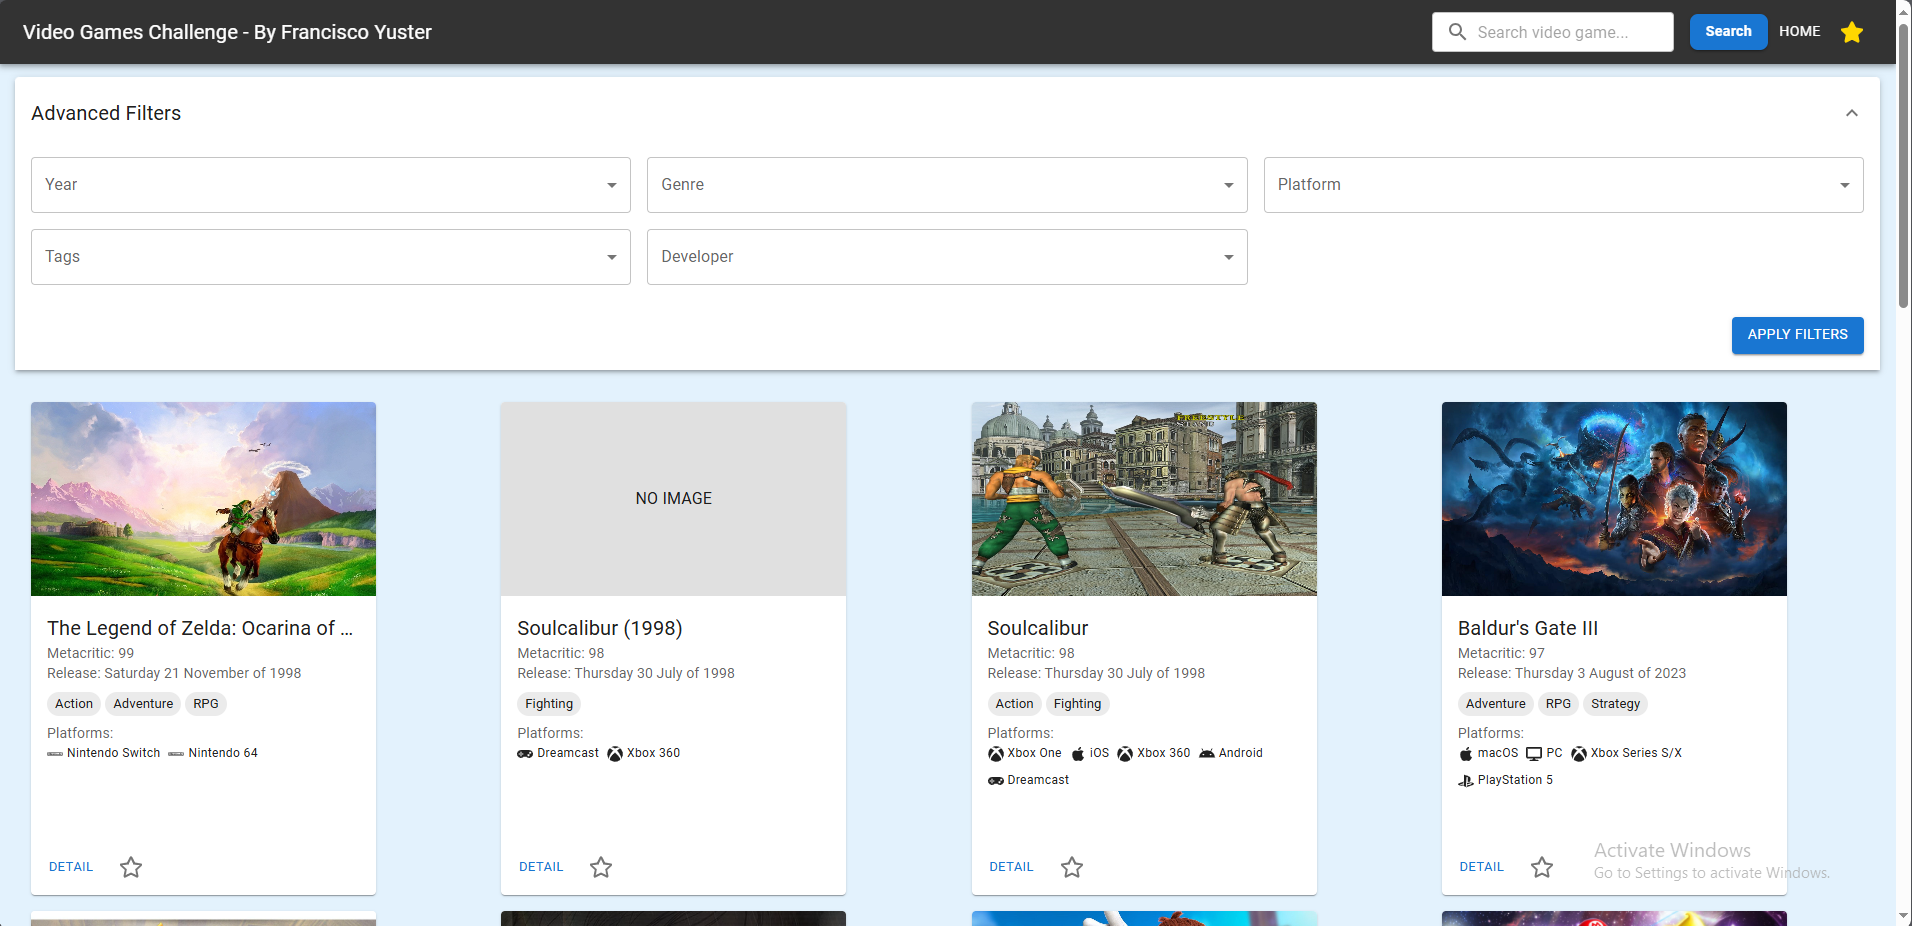 Video Games Challenge - By Francisco Yuster
Search video game...
Search
HOME
Advanced Filters
Year
Genre
Platform
Tags
Developer
APPLY FILTERS
The Legend of Zelda: Ocarina of ...
Metacritic: 99
Release: Saturday 21 November of 1998
Action Adventure RPG
Platforms:
Nintendo Switch Nintendo 64
DETAIL
NO IMAGE
Soulcalibur (1998)
Metacritic: 98
Release: Thursday 30 July of 1998
Fighting
Platforms:
Dreamcast Xbox 360
DETAIL
Soulcalibur
Metacritic: 98
Release: Thursday 30 July of 1998
Action Fighting
Platforms:
Xbox One iOS Xbox 360 Android
Dreamcast
DETAIL
Baldur's Gate III
Metacritic: 97
Release: Thursday 3 August of 2023
Adventure RPG Strategy
Platforms:
macOS PC Xbox Series S/X
PlayStation 5
DETAIL
Activate Windows
Go to Settings to activate Windows.